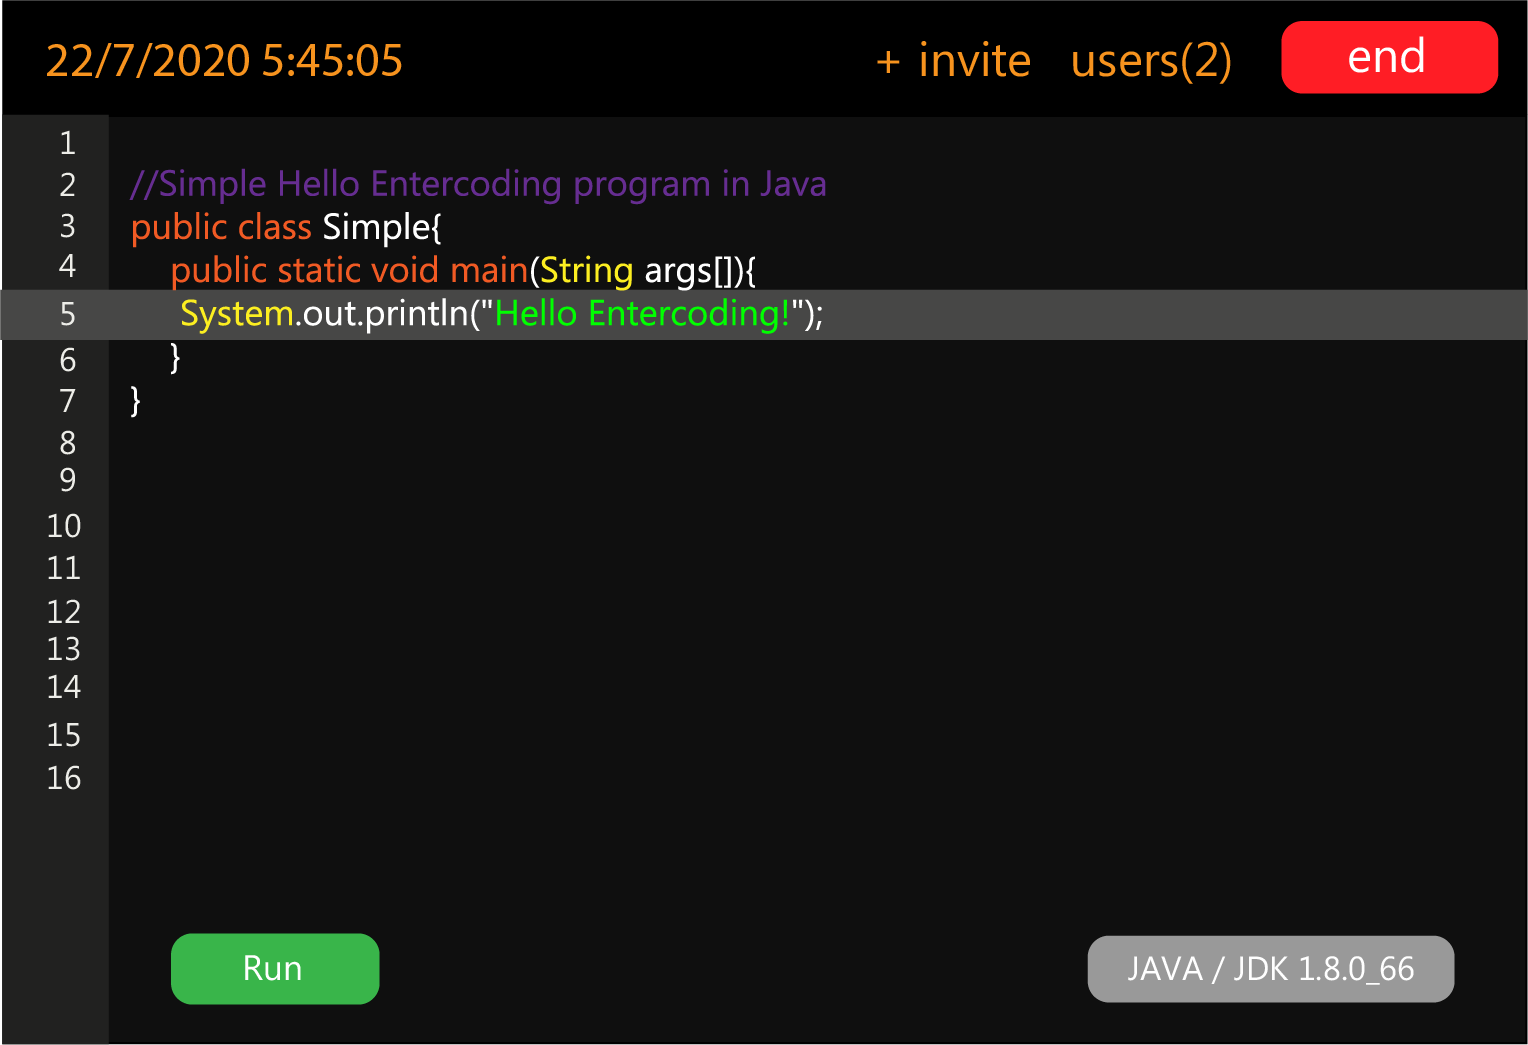 22/7/2020 5:45:05 + invite users(2) end
1
2 //Simple Hello Entercoding program in Java
3 public class Simple{
4 public static void main(String args[]){
5 System.out.println("Hello Entercoding!");
6 }
7 }
8
9
10
11
12
13
14
15
16
Run JAVA / JDK 1.8.0_66